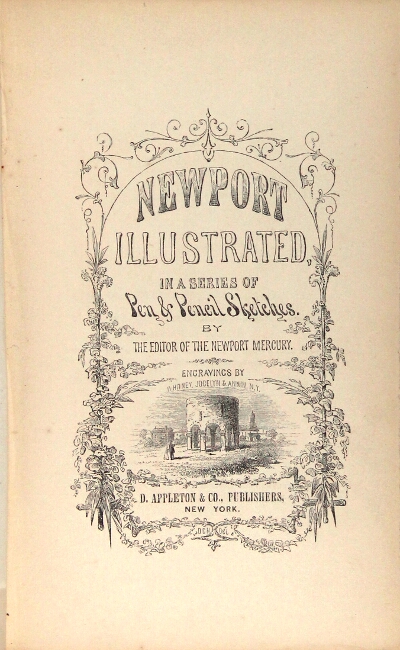 NEWPORT
ILLUSTRATED,
IN A SERIES OF
Pen & Pencil Sketches.
BY
THE EDITOR OF THE NEWPORT MERCURY.
ENGRAVINGS BY
JOCELYN & ANNIN, N.Y.
D. APPLETON & CO., PUBLISHERS,
NEW YORK.